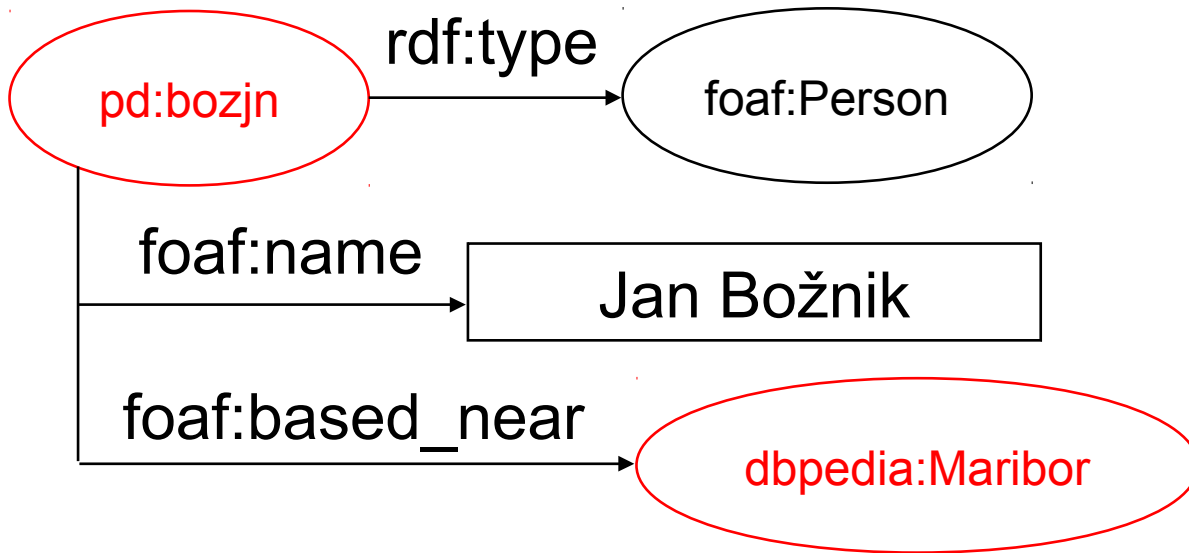 rdf:type
pd:bozjn
foaf:Person
foaf:name
Jan Božnik
foaf:based_near
dbpedia:Maribor